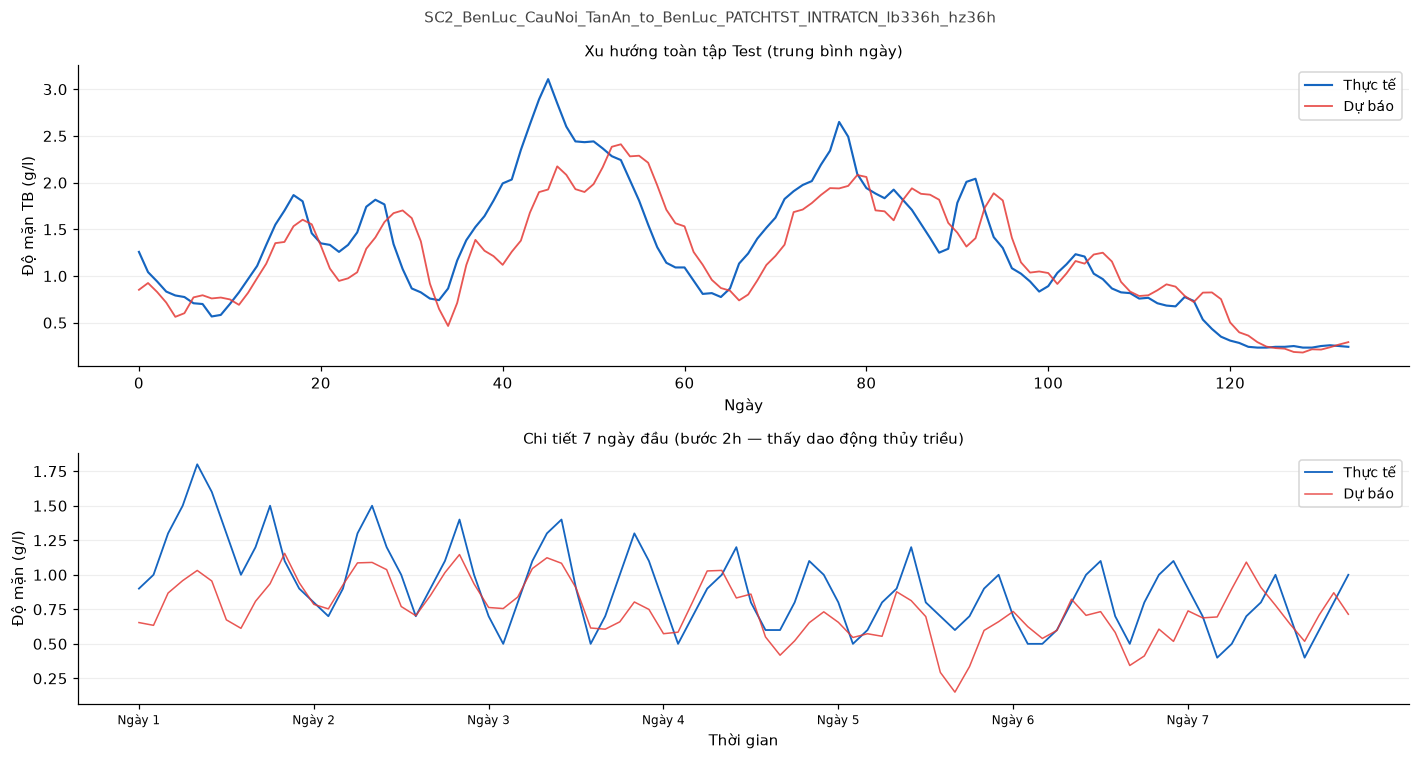 SC2_BenLuc_CauNoi_TanAn_to_BenLuc_PATCHTST_INTRATCN_lb336h_hz36h
Xu hướng toàn tập Test (trung bình ngày)
Thực tế
Dự báo
Độ mặn TB (g/l)
3.0
2.5
2.0
1.5
1.0
0.5
0 20 40 60 80 100 120
Ngày
Chi tiết 7 ngày đầu (bước 2h — thấy dao động thủy triều)
Thực tế
Dự báo
Độ mặn (g/l)
1.75
1.50
1.25
1.00
0.75
0.50
0.25
Ngày 1 Ngày 2 Ngày 3 Ngày 4 Ngày 5 Ngày 6 Ngày 7
Thời gian